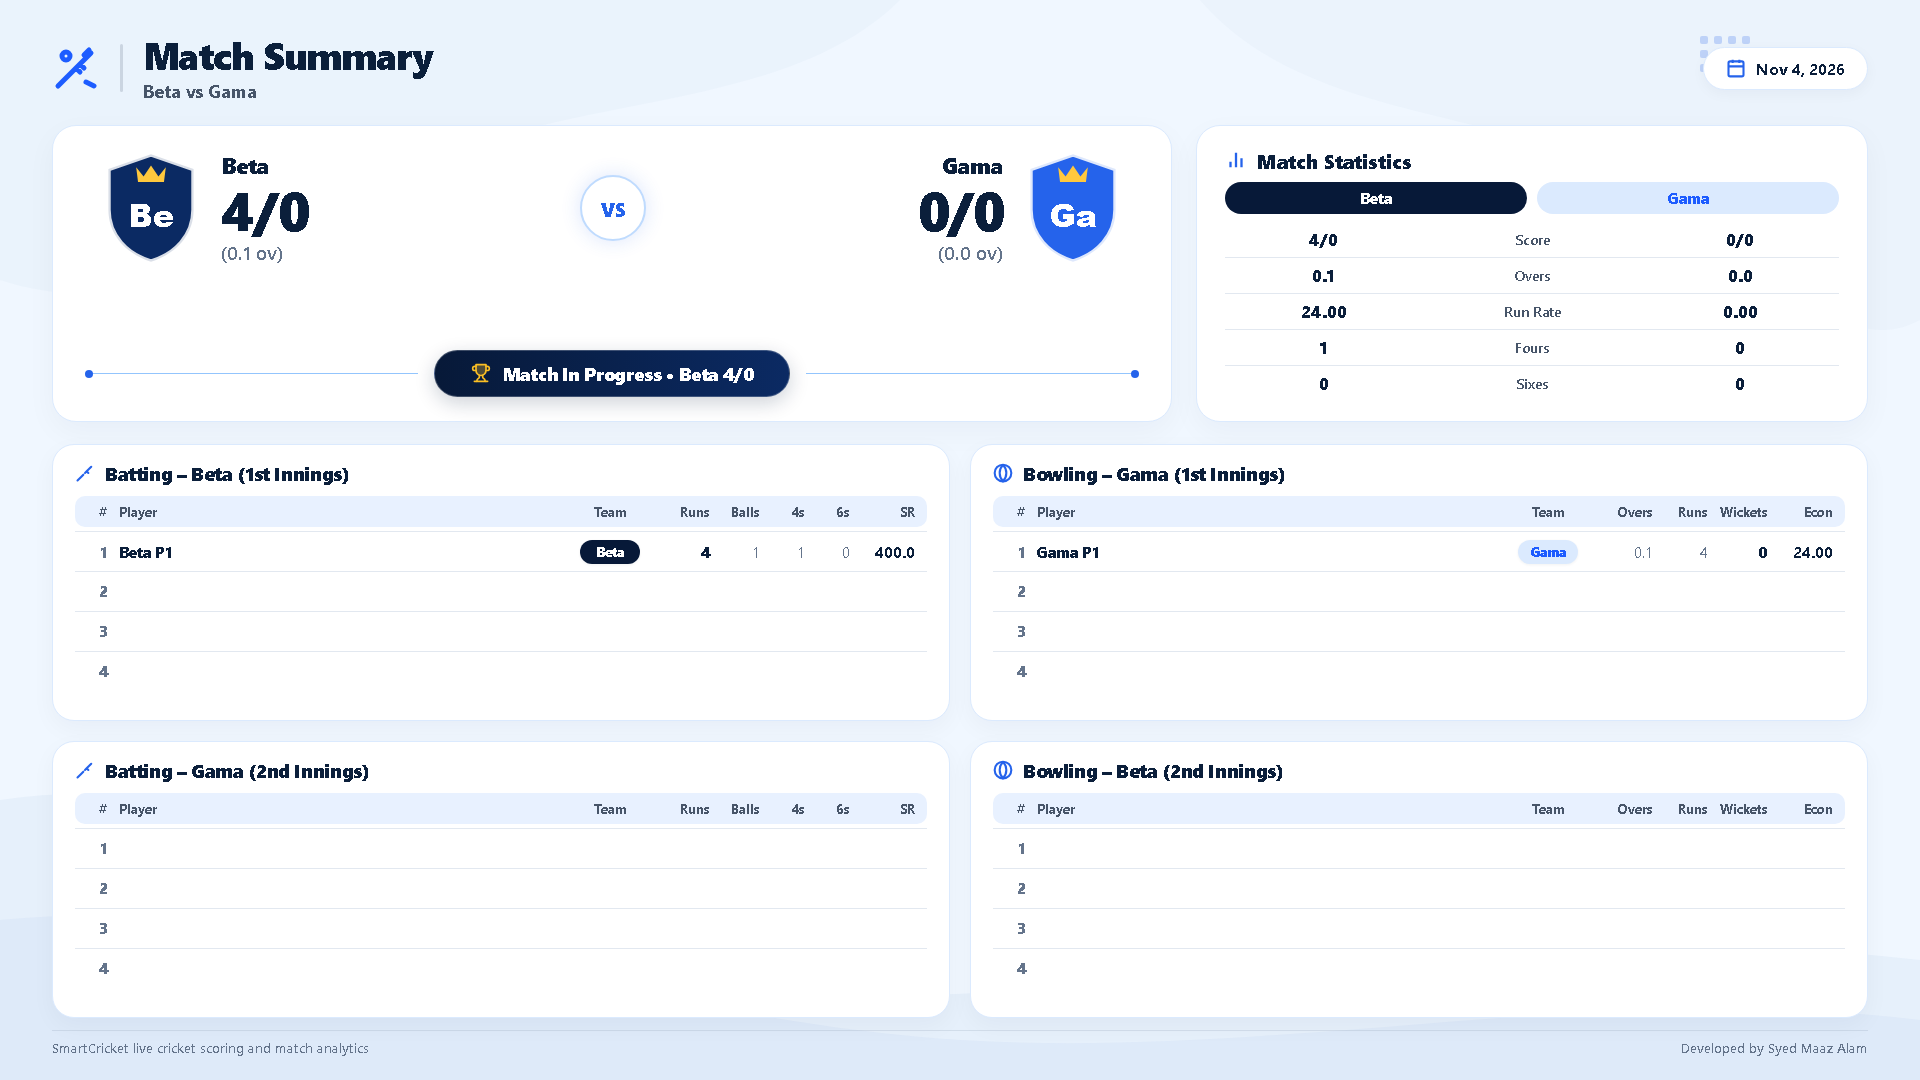 Match Summary
Beta vs Gama
Nov 4, 2026
Be
Beta
4/0
(0.1 ov)
VS
Gama
0/0
(0.0 ov)
Ga
Match In Progress • Beta 4/0
Match Statistics
Beta Gama
4/0 Score 0/0
0.1 Overs 0.0
24.00 Run Rate 0.00
1 Fours 0
0 Sixes 0
Batting – Beta (1st Innings)
# Player Team Runs Balls 4s 6s SR
1 Beta P1 Beta 4 1 1 0 400.0
2
3
4
Bowling – Gama (1st Innings)
# Player Team Overs Runs Wickets Econ
1 Gama P1 Gama 0.1 4 0 24.00
2
3
4
Batting – Gama (2nd Innings)
# Player Team Runs Balls 4s 6s SR
1
2
3
4
Bowling – Beta (2nd Innings)
# Player Team Overs Runs Wickets Econ
1
2
3
4
SmartCricket live cricket scoring and match analytics
Developed by Syed Maaz Alam